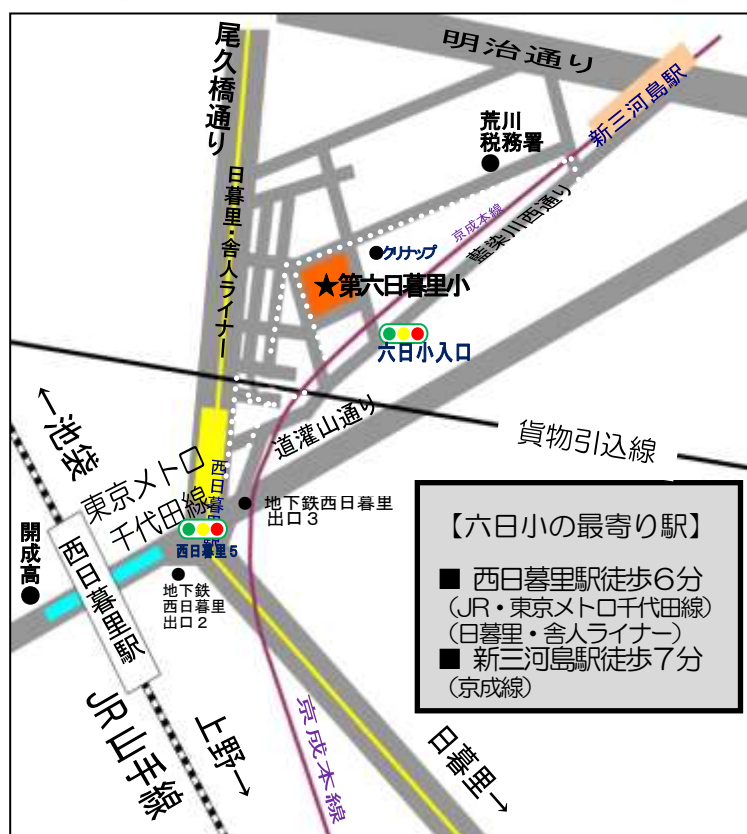 明治通り
尾久橋通り
新三河島駅
荒川
税務署
日暮里・舎人ライナー
京成本線
藍染川西通り
クリナップ
★第六日暮里小
六日小入口
←池袋
道灌山通り
貨物引込線
東京メトロ
千代田線
西日暮里駅
地下鉄西日暮里
出口3
西日暮里5
開成高
西日暮里駅
地下鉄
西日暮里
出口2
JR山手線
上野→
京成本線
日暮里→
【六日小の最寄り駅】
■ 西日暮里駅徒歩6分
(JR・東京メトロ千代田線)
(日暮里・舎人ライナー)
■ 新三河島駅徒歩7分
(京成線)